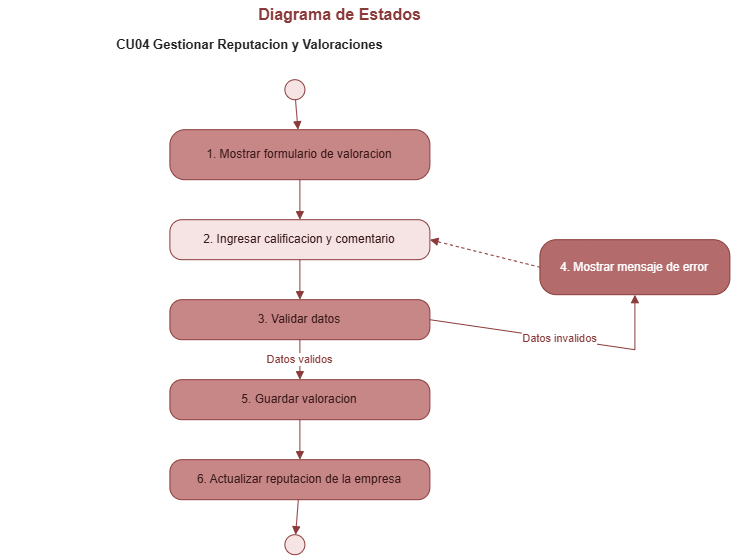 Diagrama de Estados
CU04 Gestionar Reputacion y Valoraciones
1. Mostrar formulario de valoracion
2. Ingresar calificacion y comentario
4. Mostrar mensaje de error
3. Validar datos
Datos invalidos
Datos validos
5. Guardar valoracion
6. Actualizar reputacion de la empresa